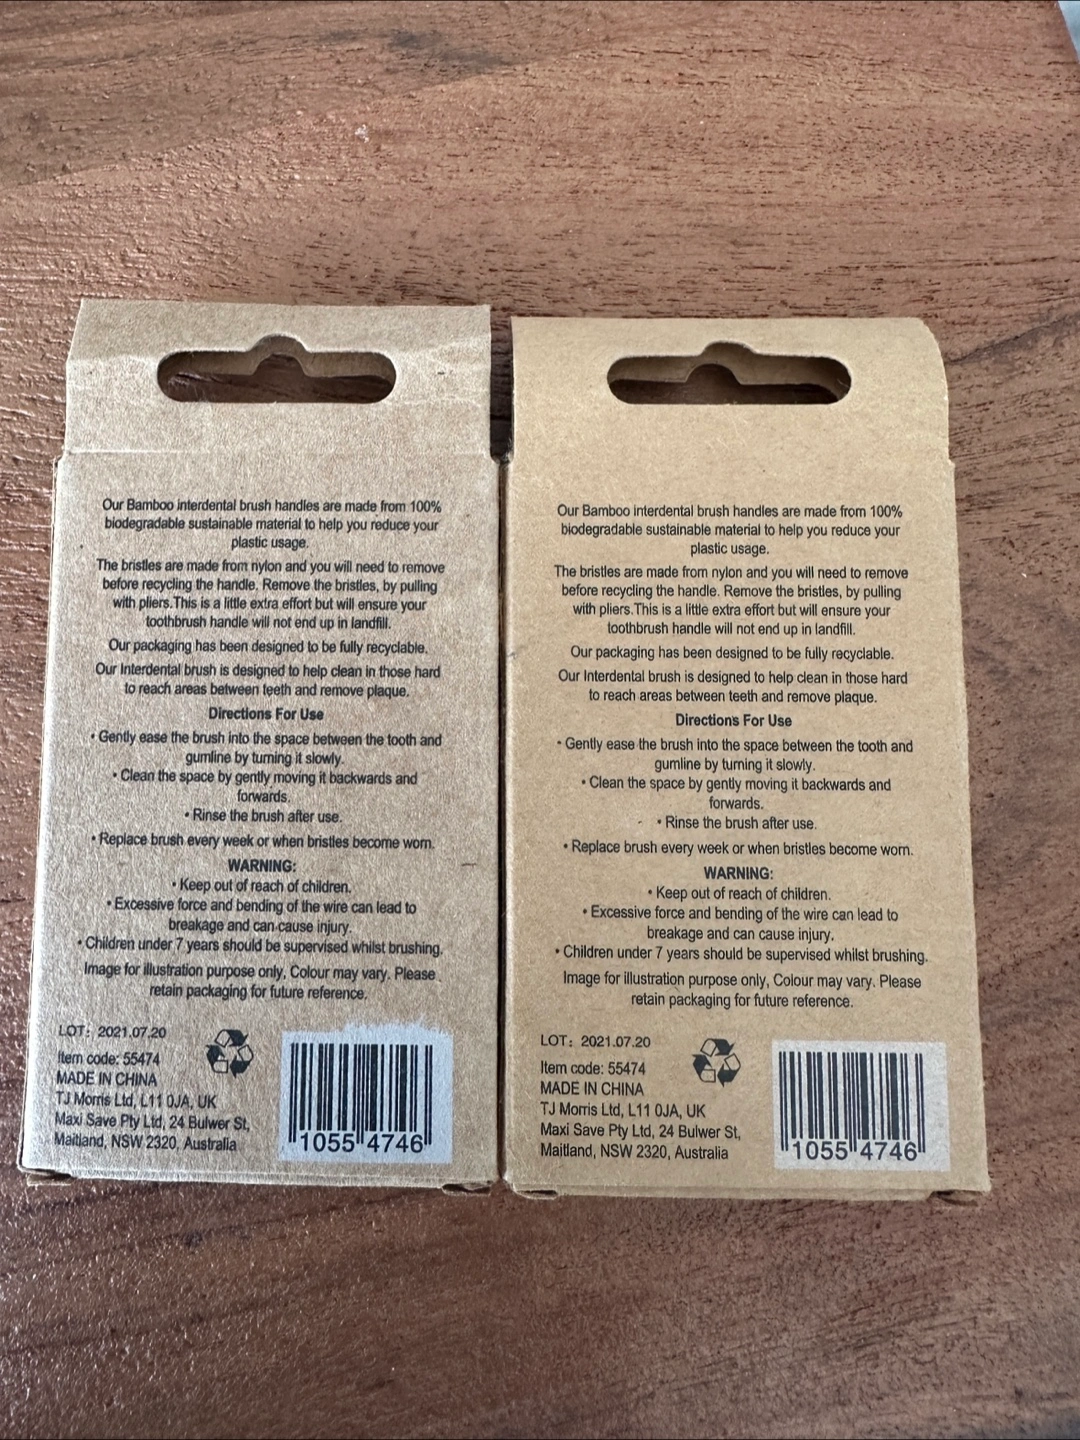 Our Bamboo interdental brush handles are made from 100%
biodegradable sustainable material to help you reduce your
plastic usage.
The bristles are made from nylon and you will need to remove
before recycling the handle. Remove the bristles, by pulling
with pliers.This is a little extra effort but will ensure your
toothbrush handle will not end up in landfill.
Our packaging has been designed to be fully recyclable.
Our Interdental brush is designed to help clean in those hard
to reach areas between teeth and remove plaque.
Directions For Use
• Gently ease the brush into the space between the tooth and
gumline by turning it slowly.
• Clean the space by gently moving it backwards and
forwards.
• Rinse the brush after use.
• Replace brush every week or when bristles become worn.
WARNING:
• Keep out of reach of children.
• Excessive force and bending of the wire can lead to
breakage and can cause injury.
• Children under 7 years should be supervised whilst brushing.
Image for illustration purpose only, Colour may vary. Please
retain packaging for future reference.
LOT: 2021.07.20
Item code: 55474
MADE IN CHINA
TJ Morris Ltd, L11 0JA, UK
Maxi Save Pty Ltd, 24 Bulwer St,
Maitland, NSW 2320, Australia
1055 4746
Our Bamboo interdental brush handles are made from 100%
biodegradable sustainable material to help you reduce your
plastic usage.
The bristles are made from nylon and you will need to remove
before recycling the handle. Remove the bristles, by pulling
with pliers.This is a little extra effort but will ensure your
toothbrush handle will not end up in landfill.
Our packaging has been designed to be fully recyclable.
Our Interdental brush is designed to help clean in those hard
to reach areas between teeth and remove plaque.
Directions For Use
• Gently ease the brush into the space between the tooth and
gumline by turning it slowly.
• Clean the space by gently moving it backwards and
forwards.
• Rinse the brush after use.
• Replace brush every week or when bristles become worn.
WARNING:
• Keep out of reach of children.
• Excessive force and bending of the wire can lead to
breakage and can cause injury.
• Children under 7 years should be supervised whilst brushing.
Image for illustration purpose only, Colour may vary. Please
retain packaging for future reference.
LOT: 2021.07.20
Item code: 55474
MADE IN CHINA
TJ Morris Ltd, L11 0JA, UK
Maxi Save Pty Ltd, 24 Bulwer St,
Maitland, NSW 2320, Australia
1055 4746